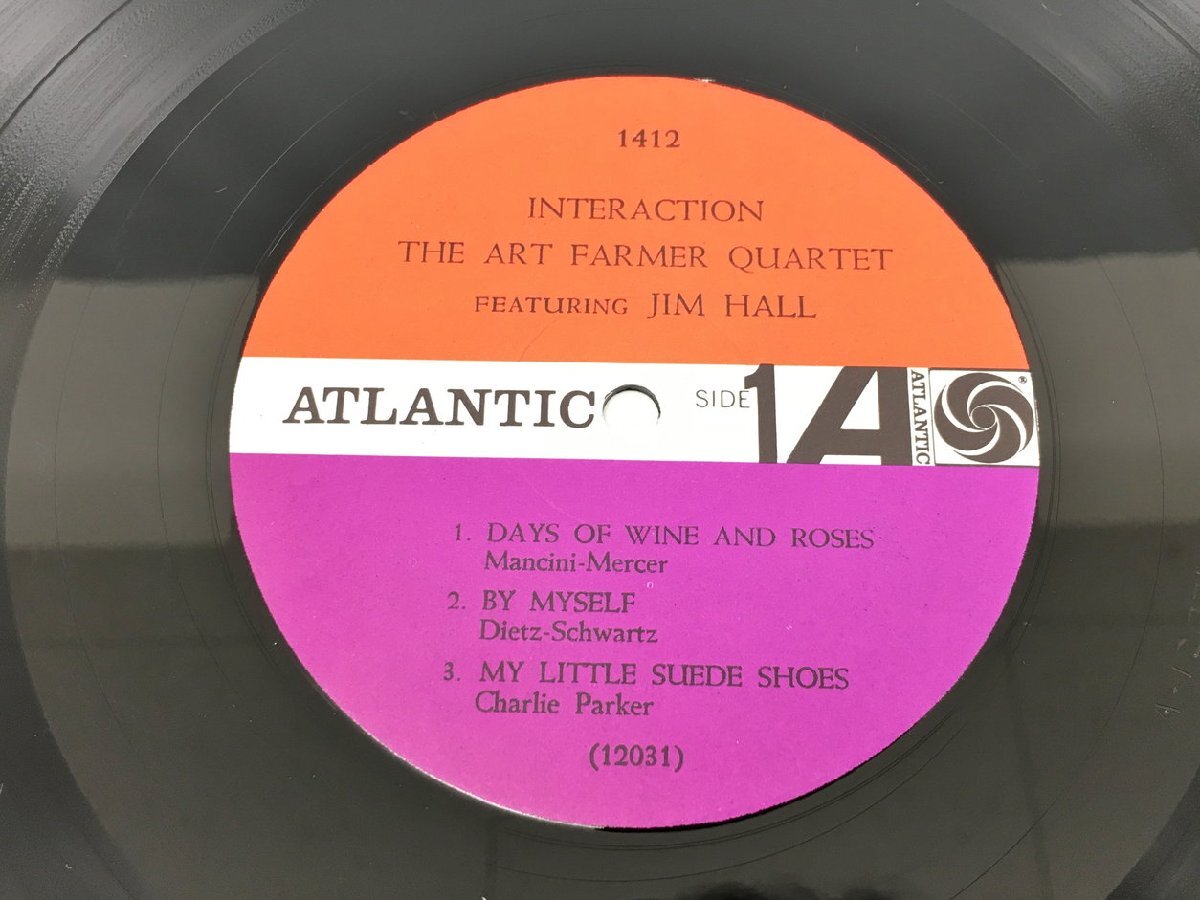 1412
INTERACTION
THE ART FARMER QUARTET
FEATURING JIM HALL
ATLANTIC SIDE 1 A ATLANTIC ®
1. DAYS OF WINE AND ROSES
Mancini-Mercer
2. BY MYSELF
Dietz-Schwartz
3. MY LITTLE SUEDE SHOES
Charlie Parker
(12031)